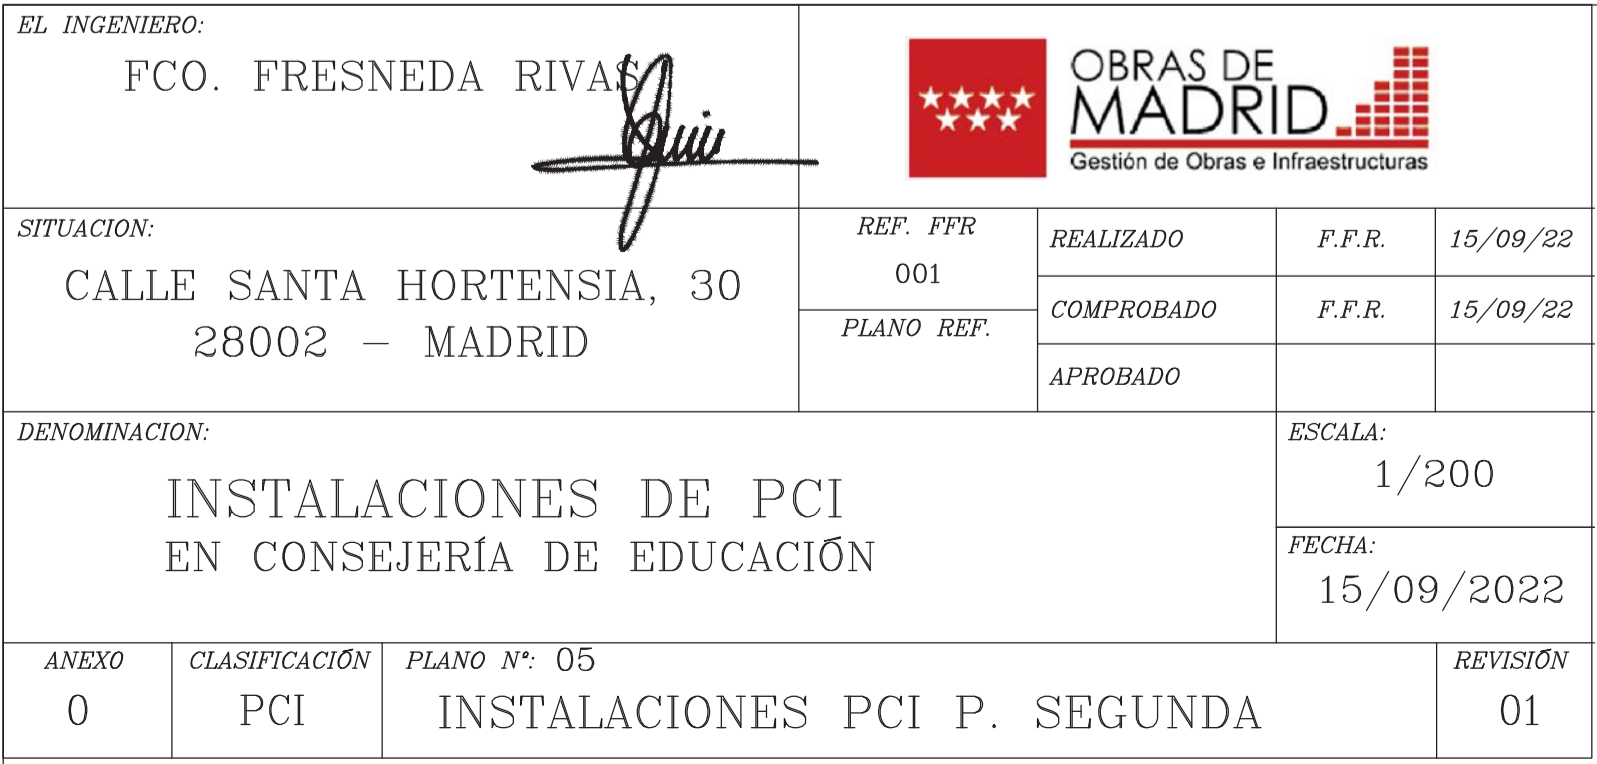 EL INGENIERO:
FCO. FRESNEDA RIVAS
OBRAS DE
MADRID
Gestión de Obras e Infraestructuras
SITUACION:
CALLE SANTA HORTENSIA, 30
28002 – MADRID
REF. FFR
001
PLANO REF.
REALIZADO F.F.R. 15/09/22
COMPROBADO F.F.R. 15/09/22
APROBADO
DENOMINACION:
INSTALACIONES DE PCI
EN CONSEJERÍA DE EDUCACIÓN
ESCALA:
1/200
FECHA:
15/09/2022
ANEXO
0
CLASIFICACIÓN
PCI
PLANO Nº: 05
INSTALACIONES PCI P. SEGUNDA
REVISIÓN
01